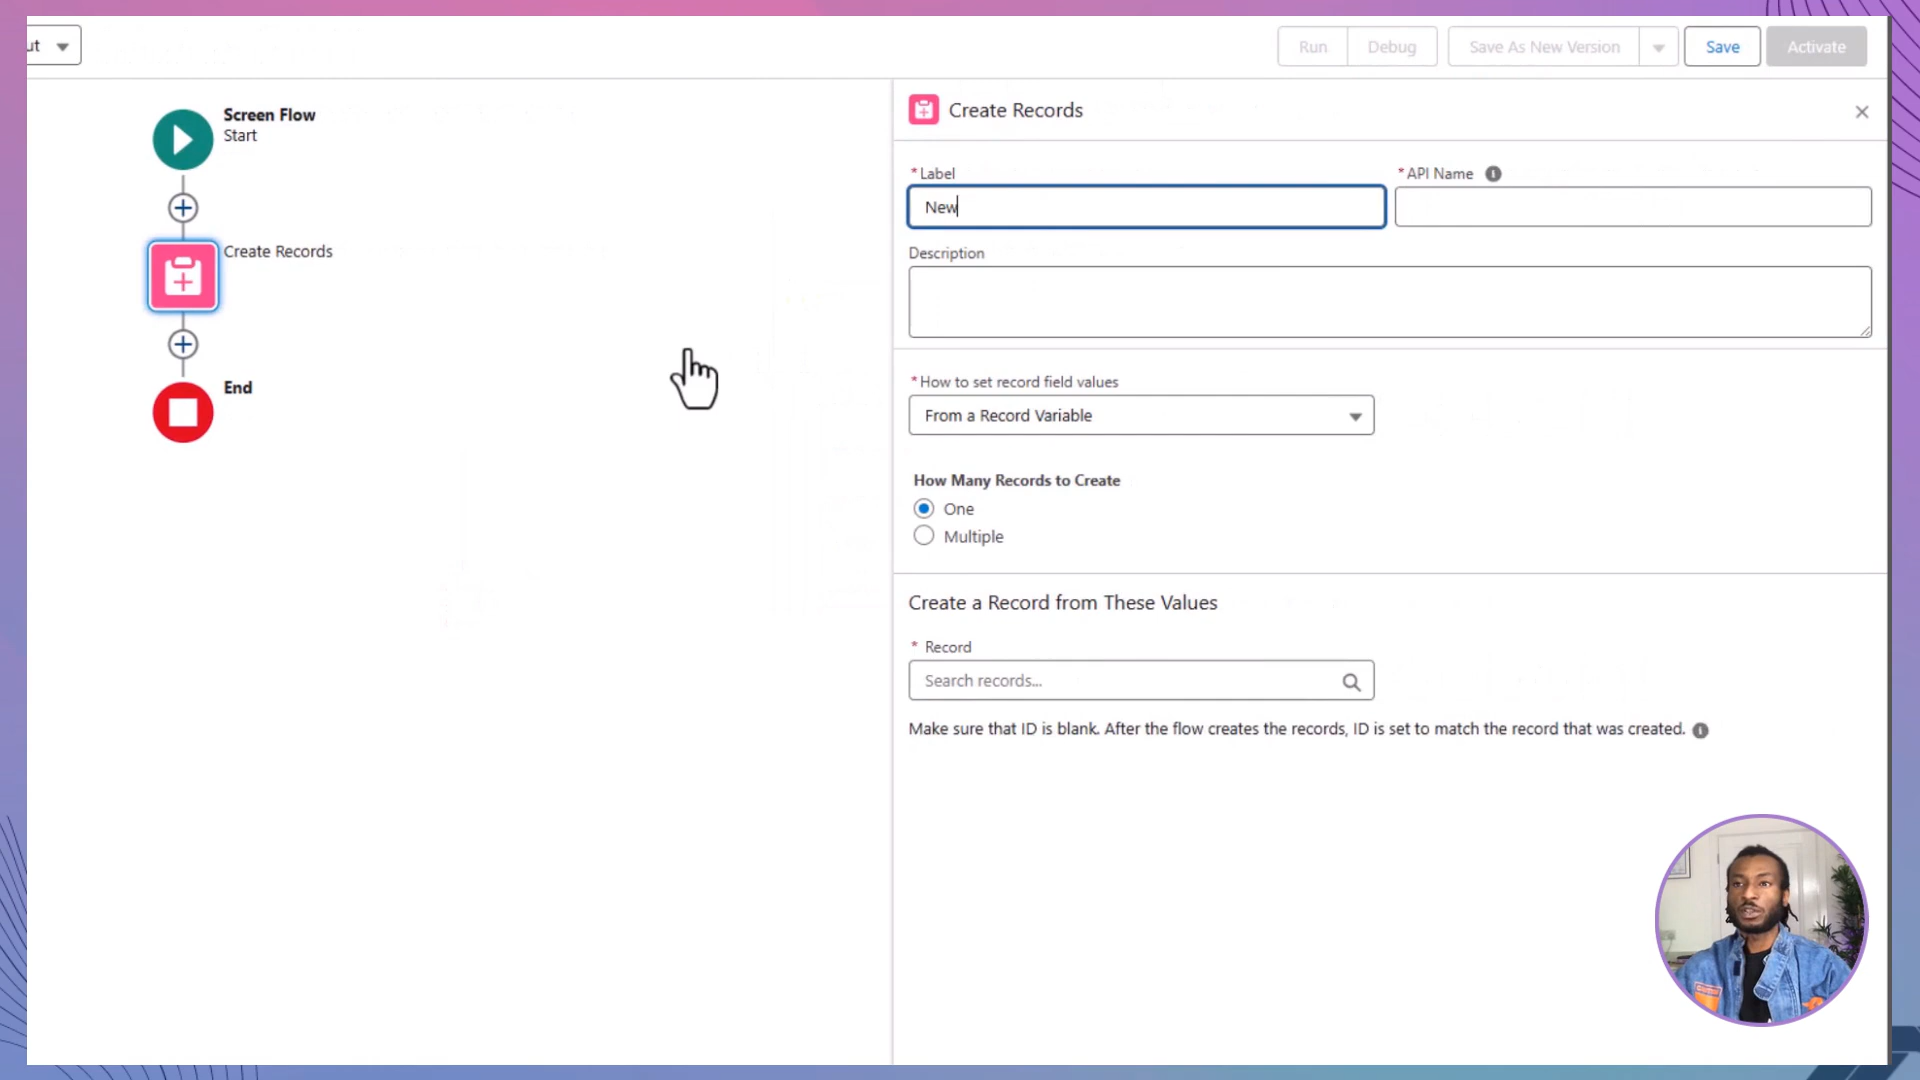 ut
Run
Debug
Save As New Version
Save
Activate
Screen Flow
Start
Create Records
End
Create Records
* Label
New
* API Name
Description
* How to set record field values
From a Record Variable
How Many Records to Create
One
Multiple
Create a Record from These Values
* Record
Search records...
Make sure that ID is blank. After the flow creates the records, ID is set to match the record that was created.